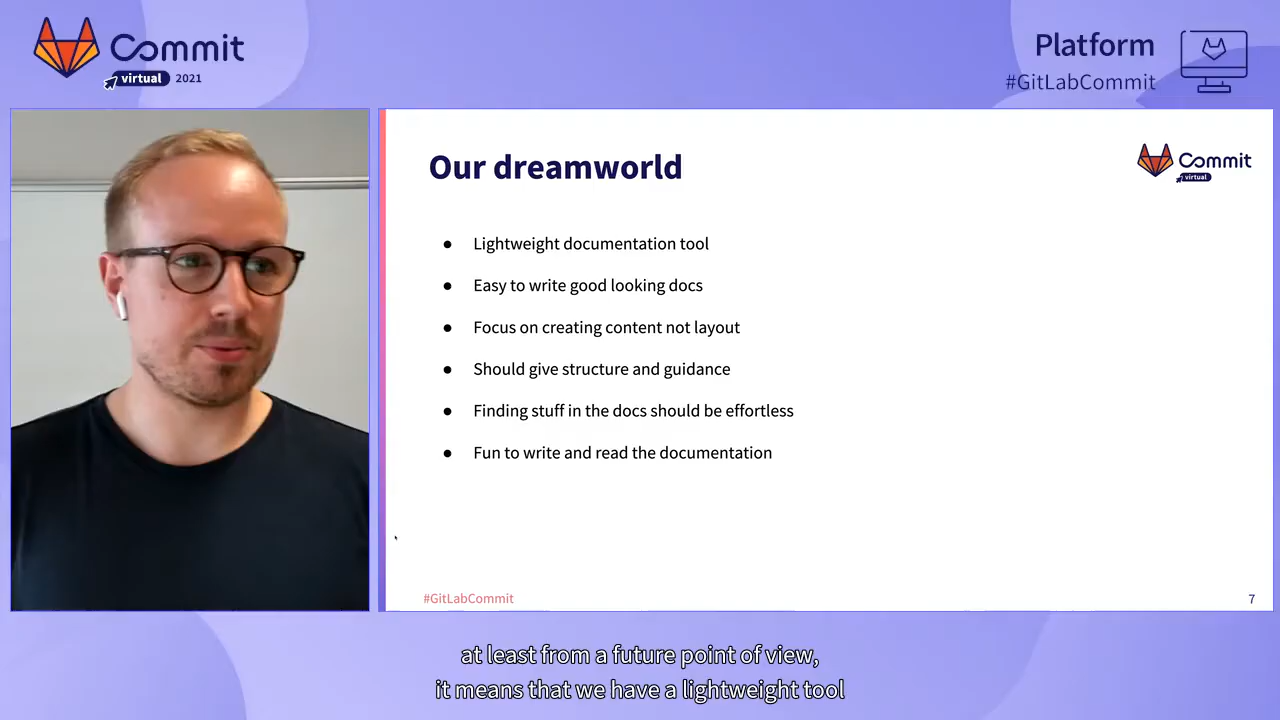 Commit
virtual 2021
Platform
#GitLabCommit
Our dreamworld
Commit
virtual
● Lightweight documentation tool
● Easy to write good looking docs
● Focus on creating content not layout
● Should give structure and guidance
● Finding stuff in the docs should be effortless
● Fun to write and read the documentation
#GitLabCommit
7
at least from a future point of view,
it means that we have a lightweight tool